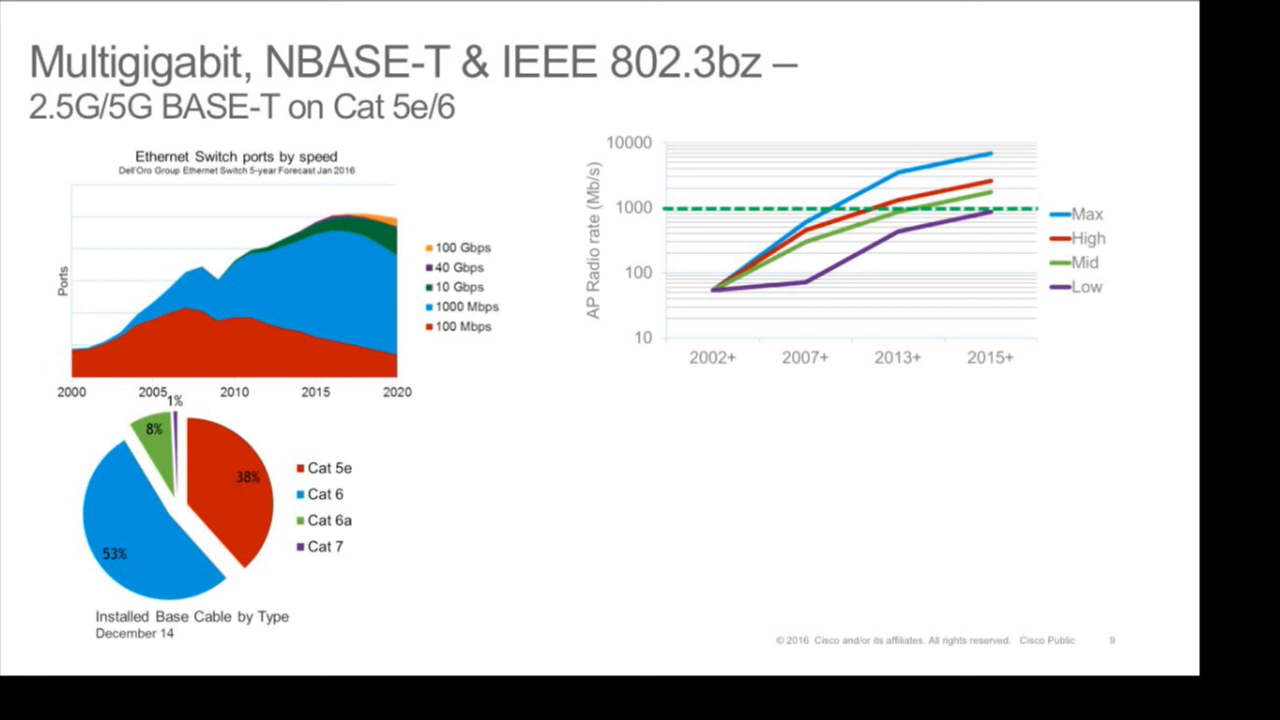 Multigigabit, NBASE-T & IEEE 802.3bz –
2.5G/5G BASE-T on Cat 5e/6
Ethernet Switch ports by speed
Dell'Oro Group Ethernet Switch 5-year Forecast Jan 2016
Ports
100 Gbps
40 Gbps
10 Gbps
1000 Mbps
100 Mbps
2000 2005 2010 2015 2020
AP Radio rate (Mb/s)
10000
1000
100
10
2002+ 2007+ 2013+ 2015+
Max
High
Mid
Low
1%
8%
38%
53%
Cat 5e
Cat 6
Cat 6a
Cat 7
Installed Base Cable by Type
December 14
© 2016 Cisco and/or its affiliates. All rights reserved. Cisco Public 9